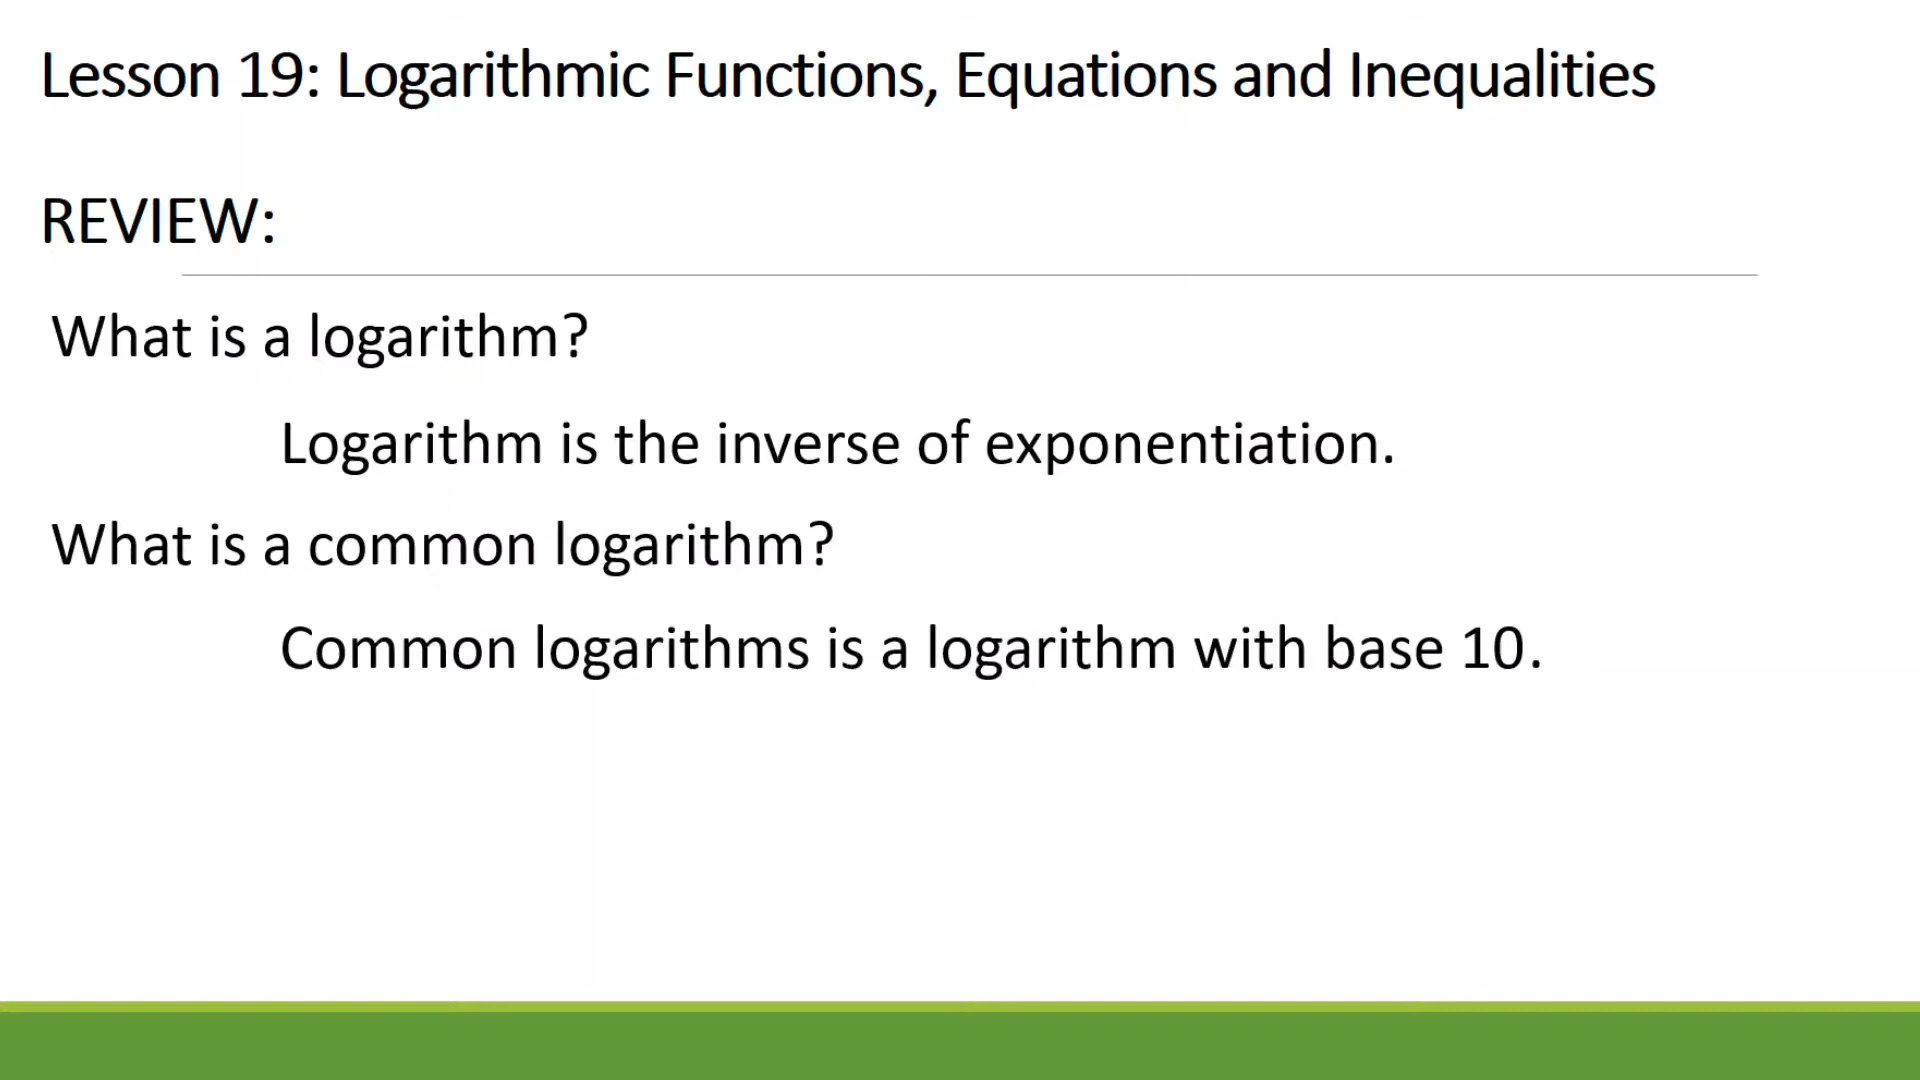 Lesson 19: Logarithmic Functions, Equations and Inequalities
REVIEW:
What is a logarithm?
Logarithm is the inverse of exponentiation.
What is a common logarithm?
Common logarithms is a logarithm with base 10.